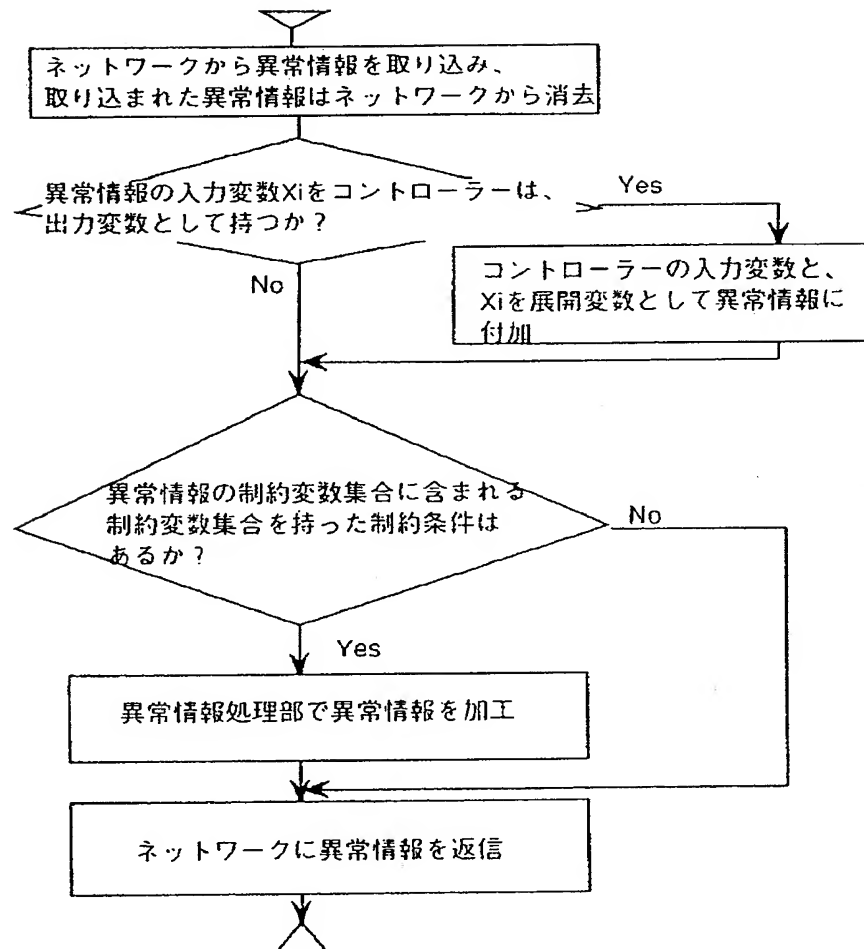 ネットワークから異常情報を取り込み、
取り込まれた異常情報はネットワークから消去
異常情報の入力変数Xiをコントローラーは、
出力変数として持つか？
Yes
No
コントローラーの入力変数と、
Xiを展開変数として異常情報に
付加
異常情報の制約変数集合に含まれる
制約変数集合を持った制約条件は
あるか？
No
Yes
異常情報処理部で異常情報を加工
ネットワークに異常情報を返信